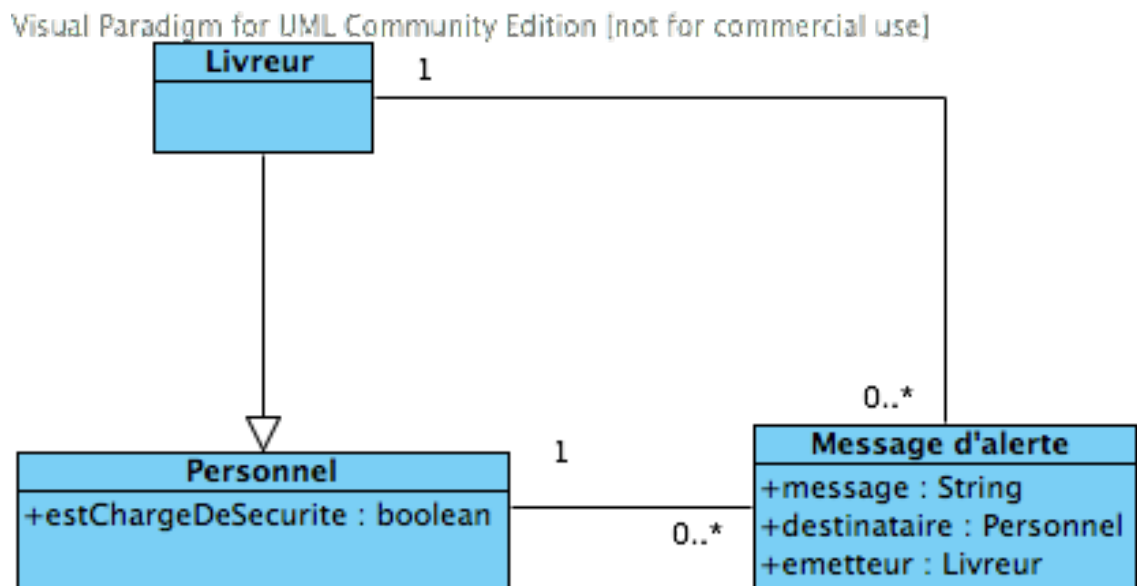 Visual Paradigm for UML Community Edition [not for commercial use]
Livreur
1
0..*
Personnel
+estChargeDeSecurite : boolean
1
0..*
Message d'alerte
+message : String
+destinataire : Personnel
+emetteur : Livreur